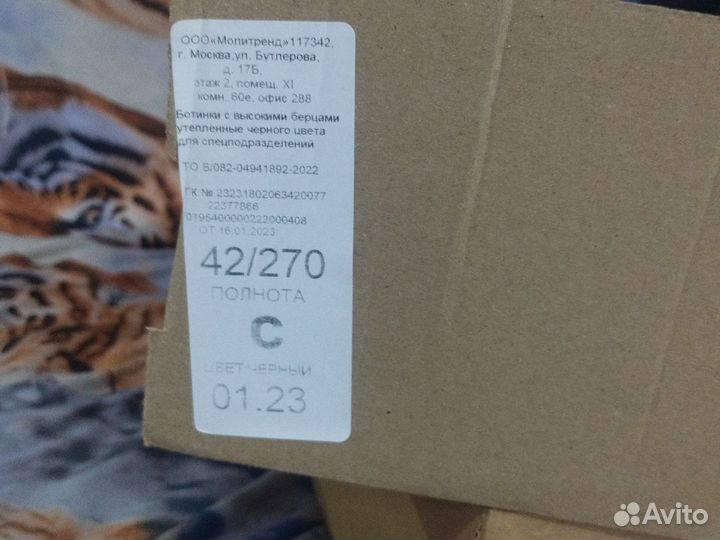 ООО«Молитренд»117342,
г. Москва,ул. Бутлерова,
д. 17Б,
этаж 2, помещ. XI
комн. 60е, офис 288
Ботинки с высокими берцами
утепленные черного цвета
для спецподразделений
ТО В/082-04941892-2022
ГК № 23231802063420077
22377866
0195400000222000408
ОТ 16.01.2023
42/270
ПОЛНОТА
С
ЦВЕТ ЧЕРНЫЙ
01.23
Avito